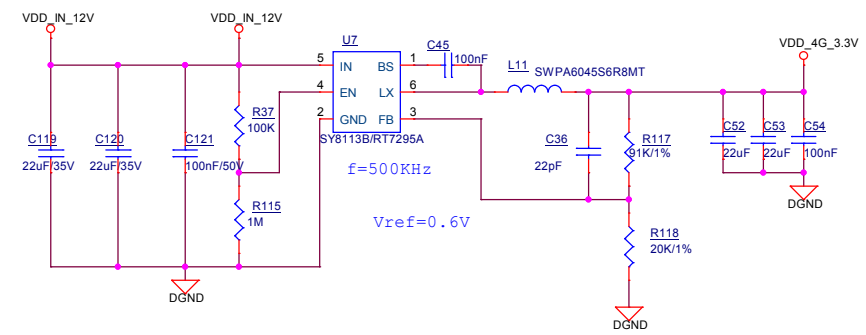 VDD_IN_12V
VDD_IN_12V
VDD_4G_3.3V
U7
C45
100nF
L11
SWPA6045S6R8MT
5 IN BS 1
4 EN LX 6
2 GND FB 3
SY8113B/RT7295A
f=500KHz
Vref=0.6V
R37
100K
C119
22uF/35V
C120
22uF/35V
C121
100nF/50V
R115
1M
DGND
C36
22pF
R117
91K/1%
R118
20K/1%
DGND
C52
22uF
C53
22uF
C54
100nF
DGND